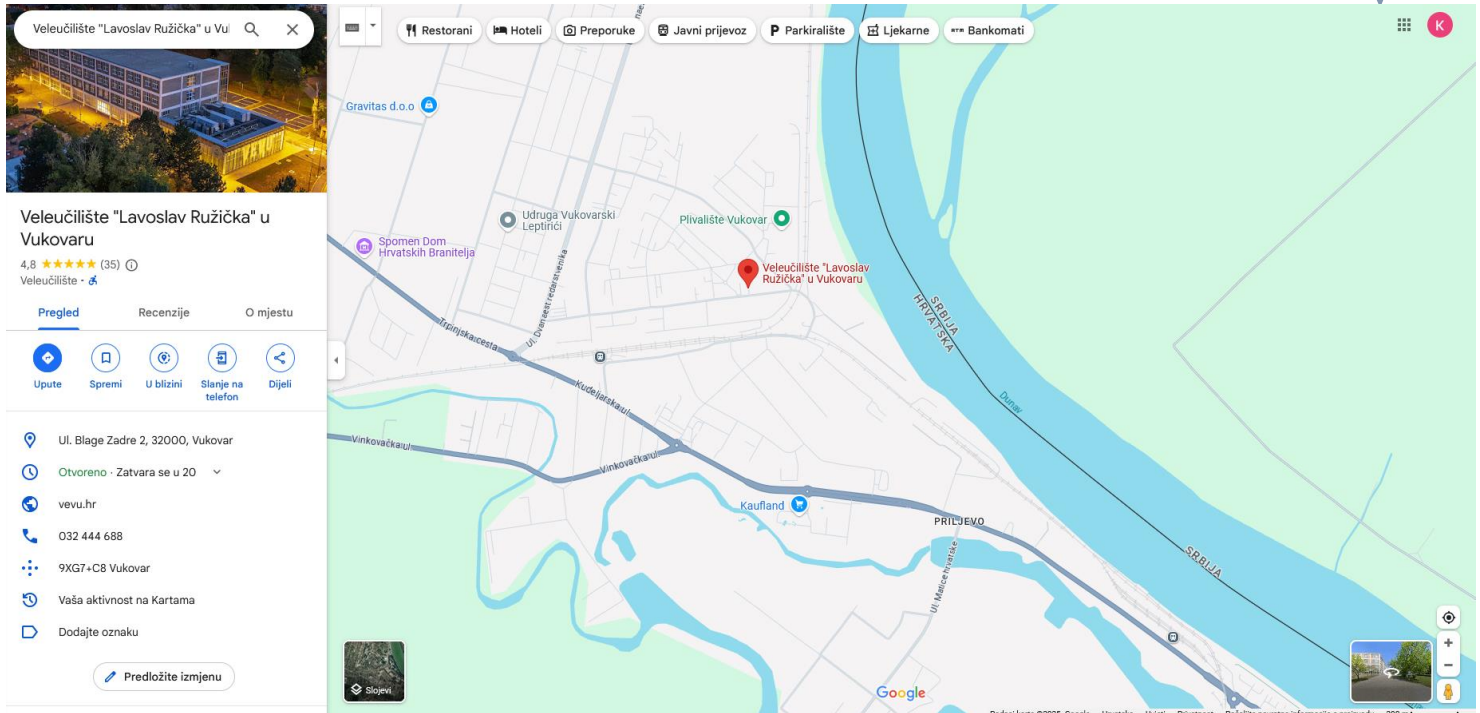 Veleučilište "Lavoslav Ružička" u Vul
Restorani
Hoteli
Preporuke
Javni prijevoz
Parkiralište
Ljekarne
Bankomati
K
Veleučilište "Lavoslav Ružička" u
Vukovaru
4,8 (35)
Veleučilište ·
Pregled
Recenzije
O mjestu
Upute
Spremi
U blizini
Slanje na
telefon
Dijeli
Ul. Blage Zadre 2, 32000, Vukovar
Otvoreno · Zatvara se u 20
vevu.hr
032 444 688
9XG7+C8 Vukovar
Vaša aktivnost na Kartama
Dodajte oznaku
Predložite izmjenu
Gravitas d.o.o
Udruga Vukovarski
Leptirići
Spomen Dom
Hrvatskih Branitelja
Plivalište Vukovar
Veleučilište "Lavoslav
Ružička" u Vukovaru
Ul. Dvanaest redarstvenika
Trpinjska cesta
SRBIJA
HRVATSKA
Kudeljarska ul.
Dunav
Vinkovačka ul.
Vinkovačka ul.
Kaufland
PRILJEVO
SRBIJA
Ul. Matice hrvatske
Slojevi
Google